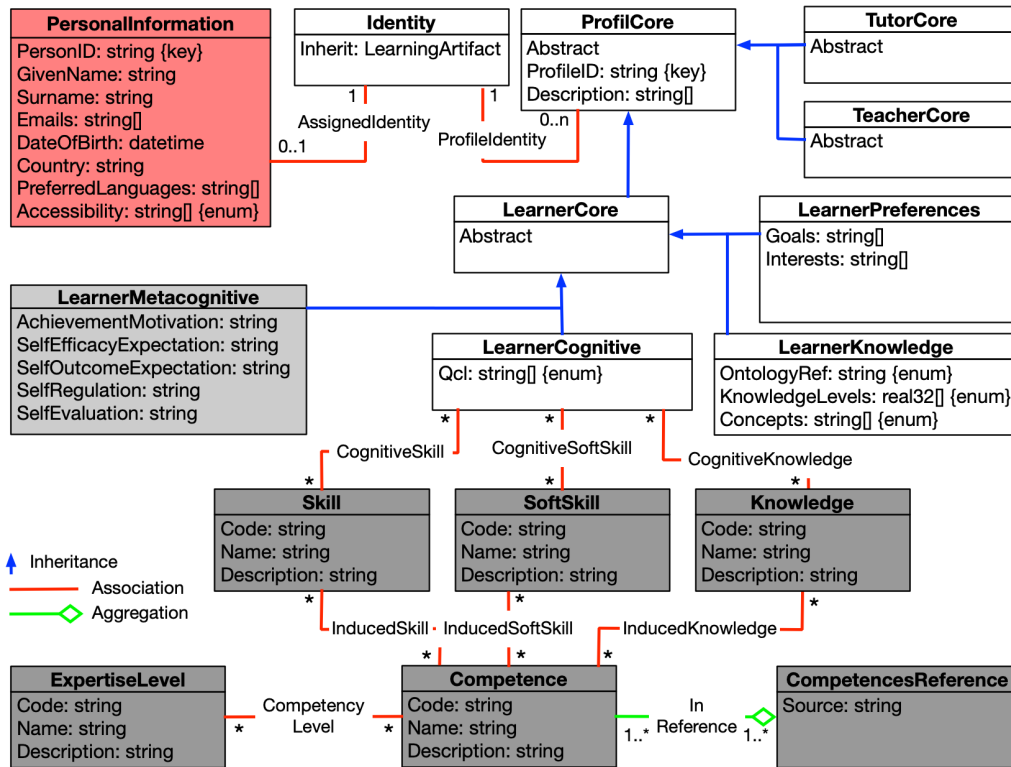 PersonalInformation
PersonID: string {key}
GivenName: string
Surname: string
Emails: string[]
DateOfBirth: datetime
Country: string
PreferredLanguages: string[]
Accessibility: string[] {enum}
Identity
Inherit: LearningArtifact
1
1
AssignedIdentity
0..1
ProfileIdentity
0..n
ProfilCore
Abstract
ProfileID: string {key}
Description: string[]
TutorCore
Abstract
TeacherCore
Abstract
LearnerCore
Abstract
LearnerPreferences
Goals: string[]
Interests: string[]
LearnerMetacognitive
AchievementMotivation: string
SelfEfficacyExpectation: string
SelfOutcomeExpectation: string
SelfRegulation: string
SelfEvaluation: string
LearnerCognitive
Qcl: string[] {enum}
LearnerKnowledge
OntologyRef: string {enum}
KnowledgeLevels: real32[] {enum}
Concepts: string[] {enum}
* * *
CognitiveSkill
CognitiveSoftSkill
CognitiveKnowledge
* * *
Skill
Code: string
Name: string
Description: string
SoftSkill
Code: string
Name: string
Description: string
Knowledge
Code: string
Name: string
Description: string
Inheritance
Association
Aggregation
* * *
InducedSkill
InducedSoftSkill
InducedKnowledge
* * *
ExpertiseLevel
Code: string
Name: string
Description: string
*
Competency
Level
*
Competence
Code: string
Name: string
Description: string
1..*
In
Reference
1..*
CompetencesReference
Source: string